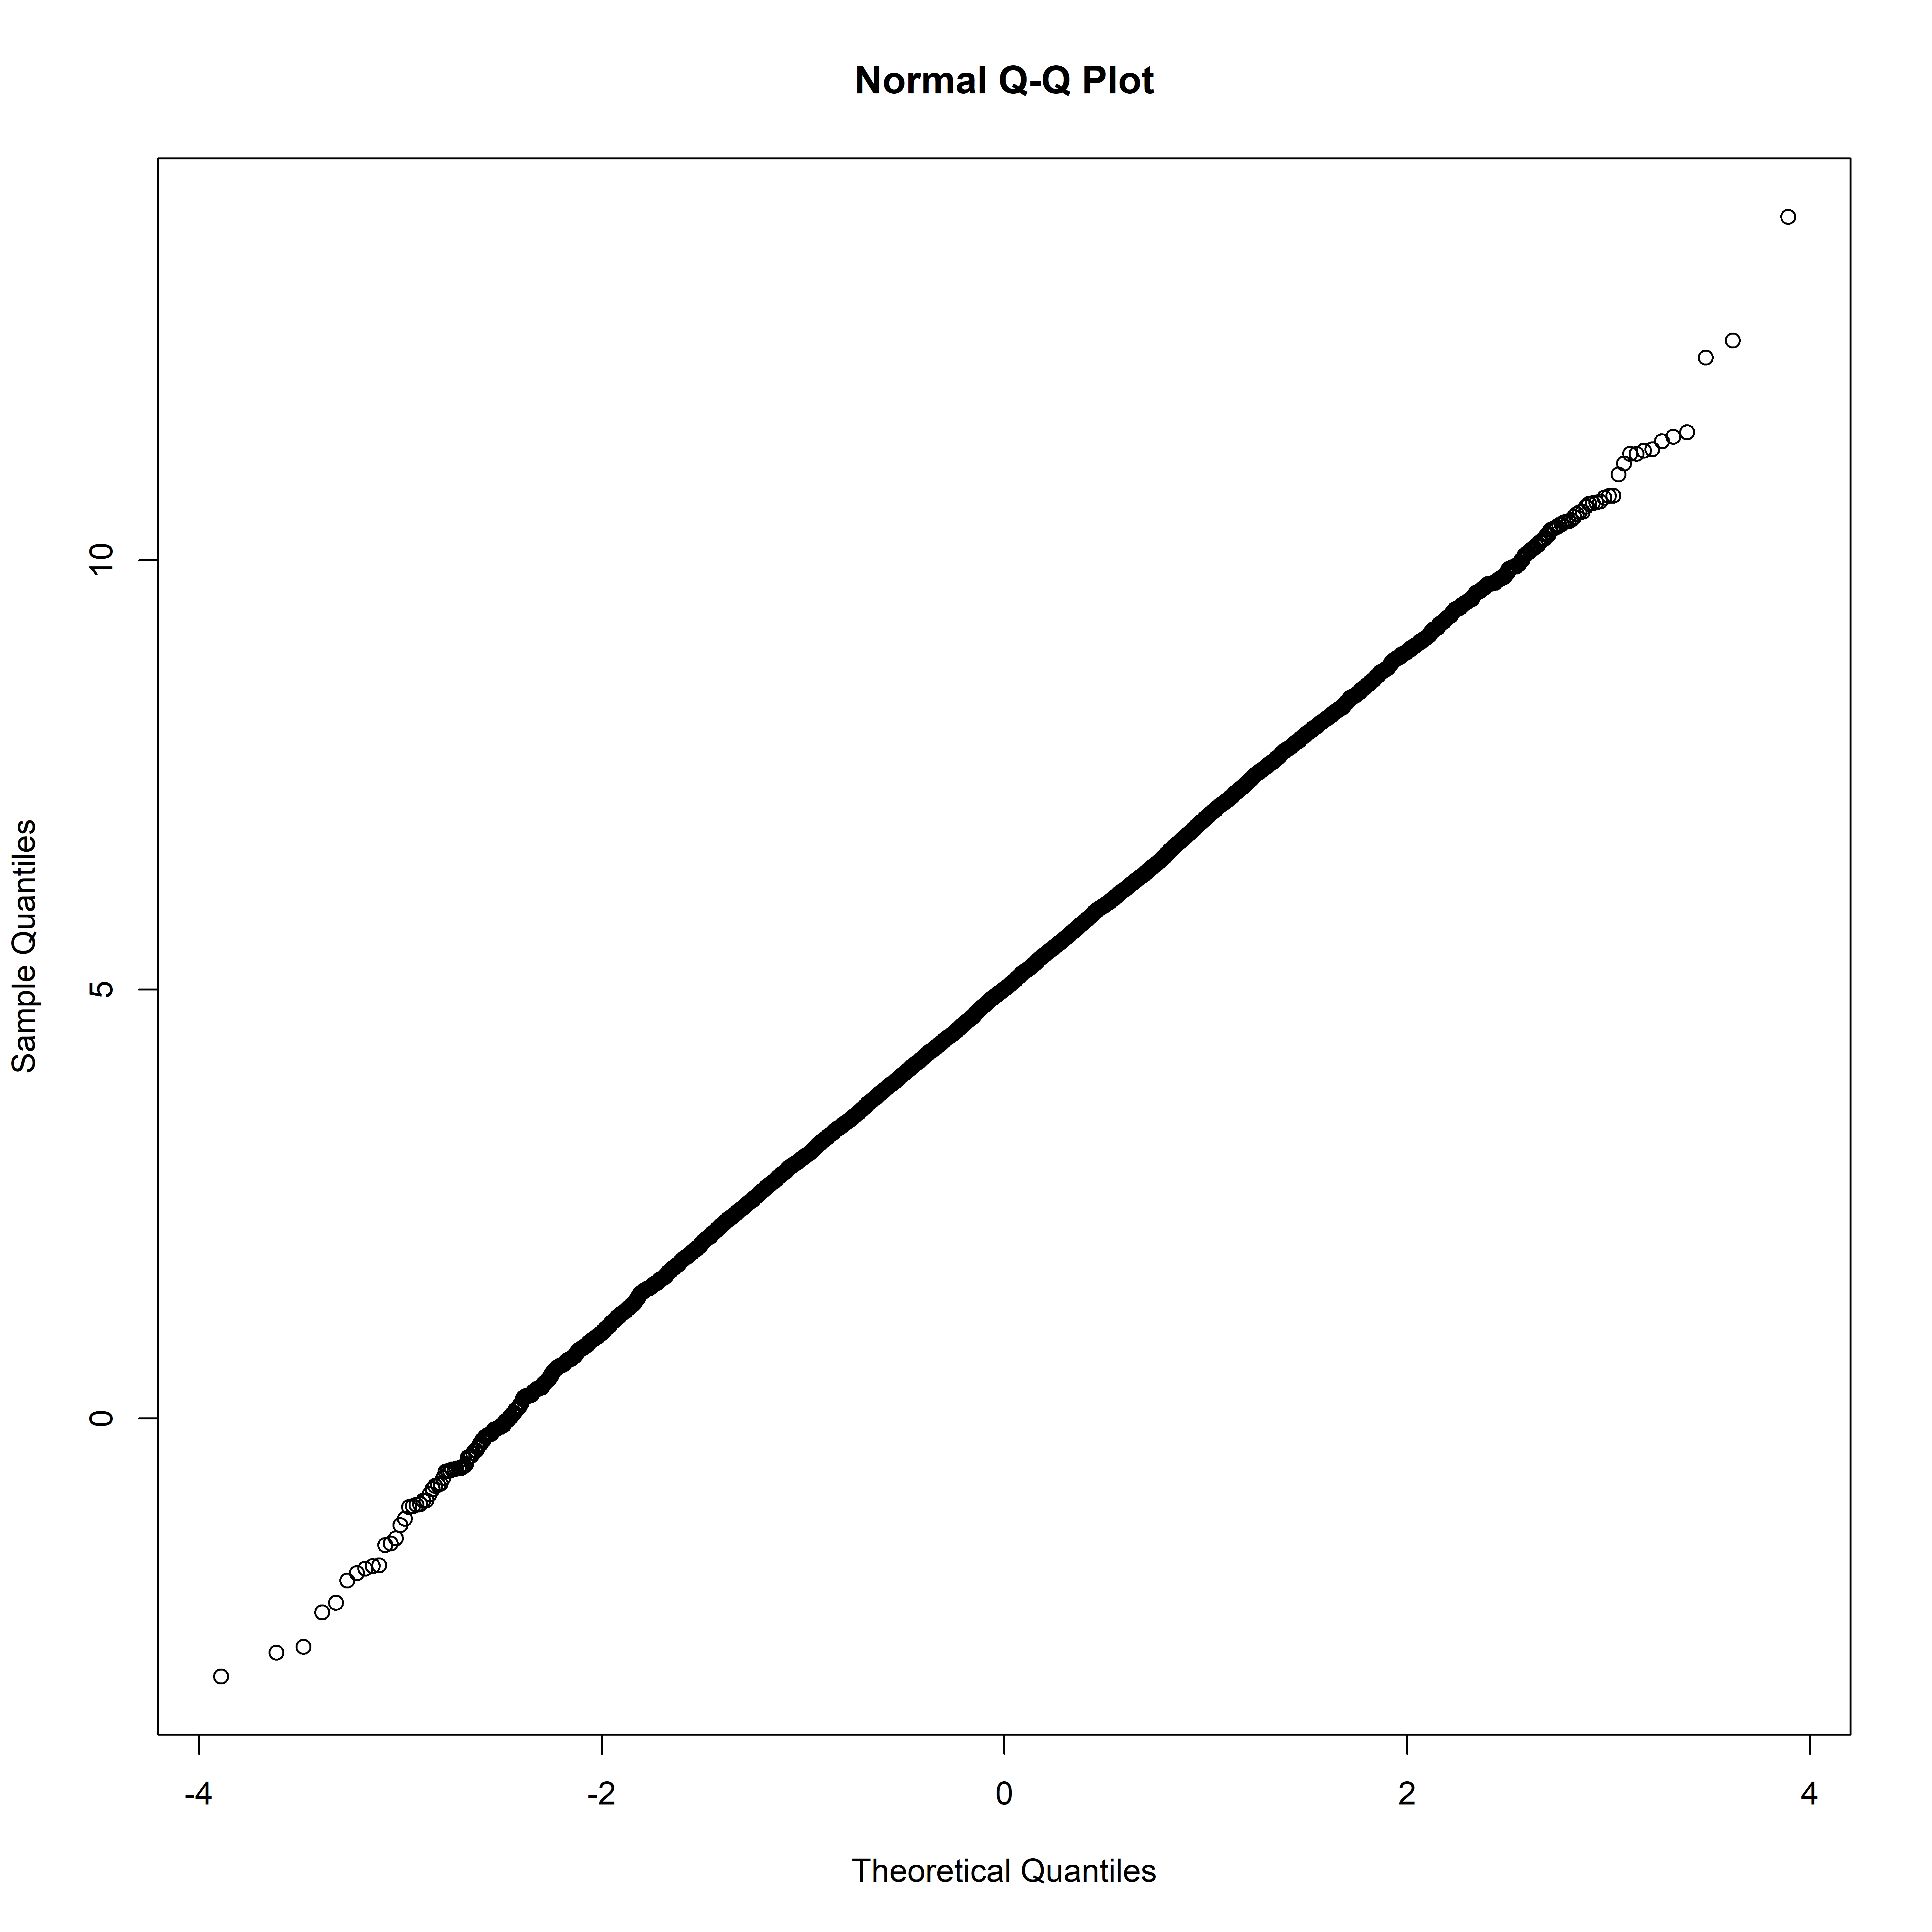 Normal Q-Q Plot
10
5
0
Sample Quantiles
-4 -2 0 2 4
Theoretical Quantiles